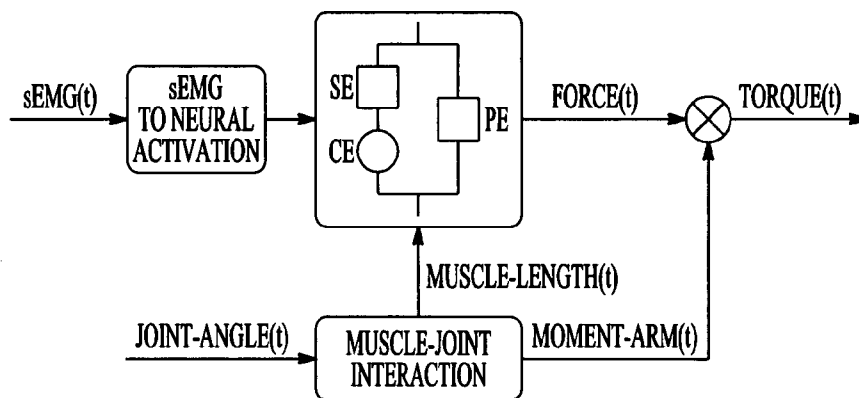 sEMG(t)
sEMG
TO NEURAL
ACTIVATION
SE
CE
PE
FORCE(t)
TORQUE(t)
MUSCLE-LENGTH(t)
JOINT-ANGLE(t)
MUSCLE-JOINT
INTERACTION
MOMENT-ARM(t)